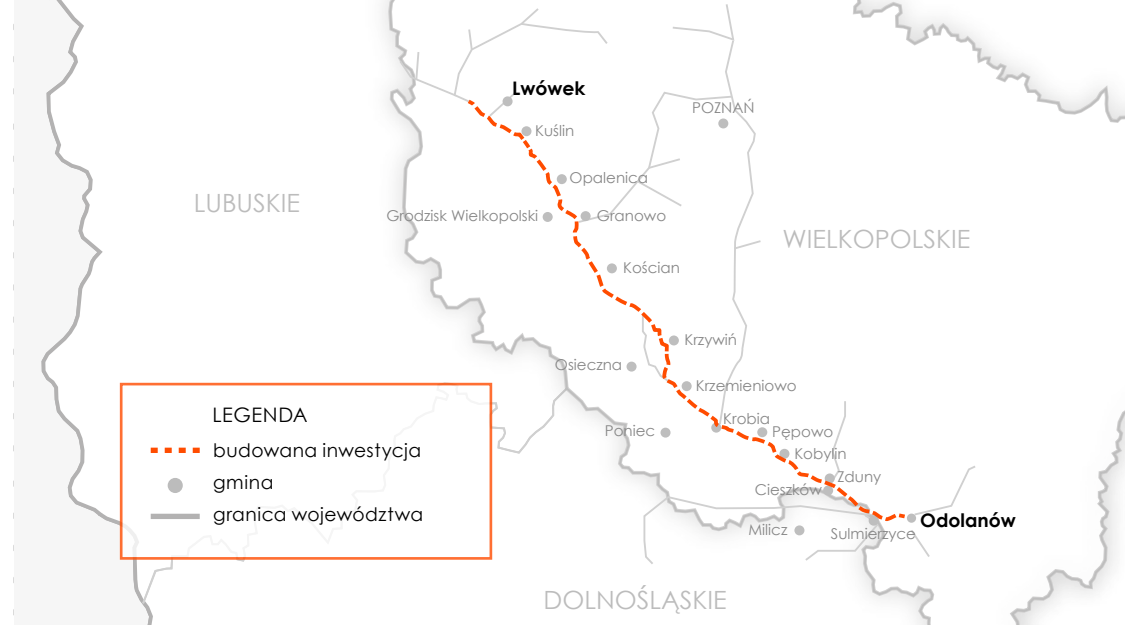 Lwówek
POZNAŃ
Kuślin
Opalenica
LUBUSKIE
Grodzisk Wielkopolski
Granowo
WIELKOPOLSKIE
Kościan
Krzywiń
Osieczna
Krzemieniowo
LEGENDA
budowana inwestycja
gmina
granica województwa
Krobia
Poniec
Pępowo
Kobylin
Zduny
Cieszków
Odolanów
Milicz
Sulmierzyce
DOLNOŚLĄSKIE